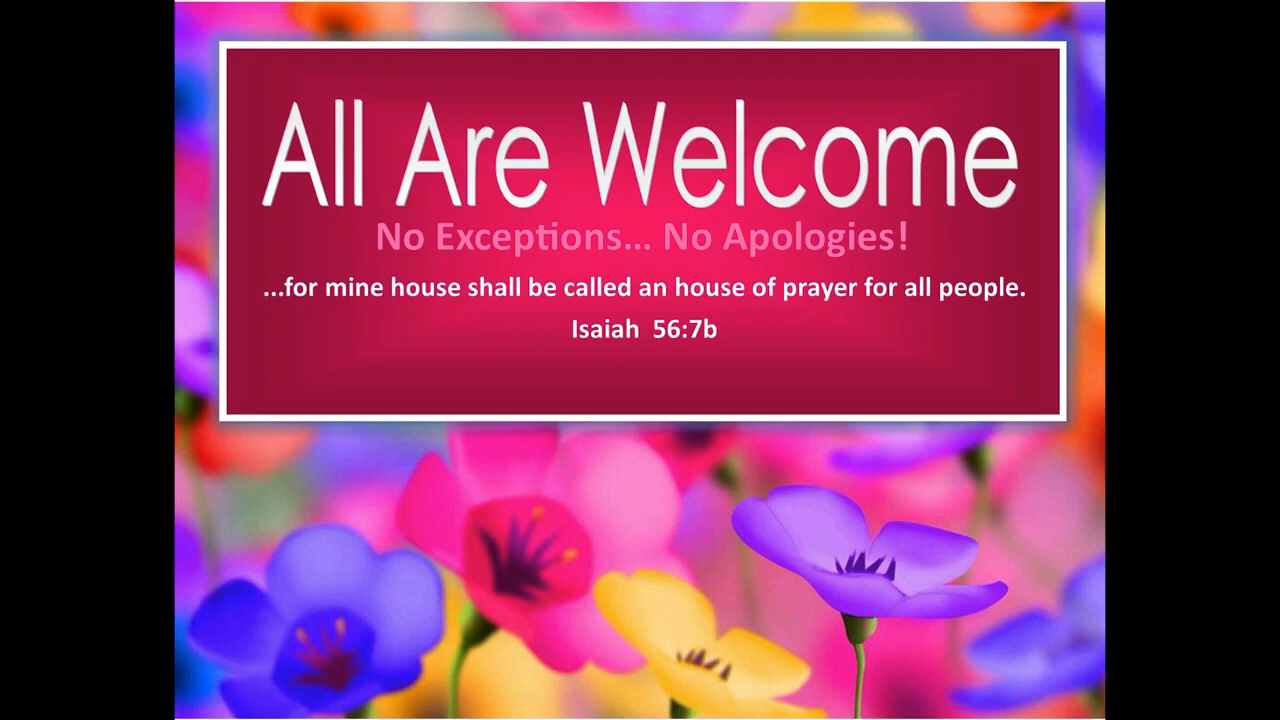 All Are Welcome
No Exceptions... No Apologies!
...for mine house shall be called an house of prayer for all people.
Isaiah  56:7b